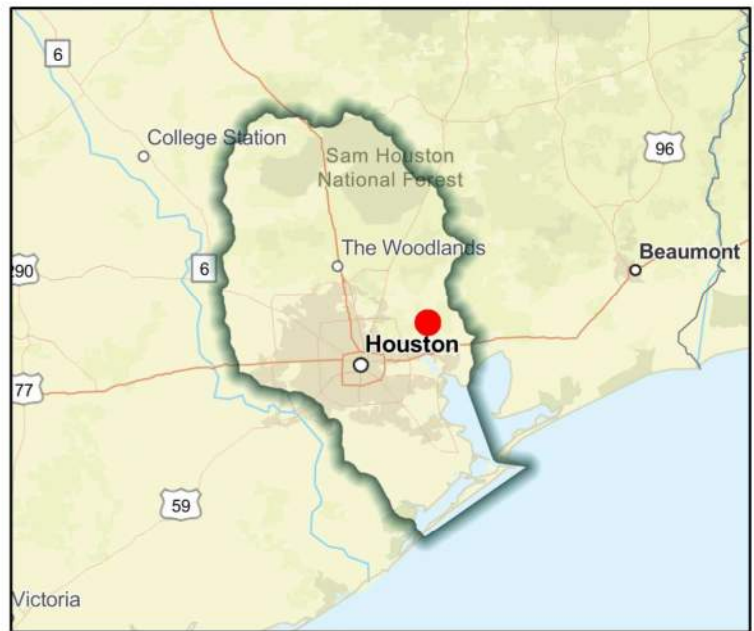 6
College Station
96
Sam Houston
National Forest
The Woodlands
Beaumont
290
6
Houston
77
59
Victoria